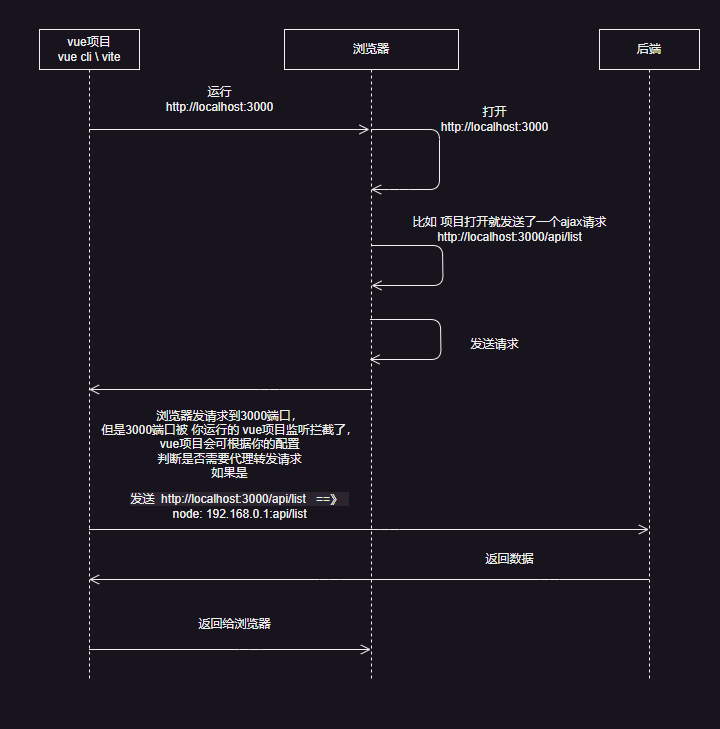 vue项目
vue cli \ vite
浏览器
后端
运行
http://localhost:3000
打开
http://localhost:3000
比如 项目打开就发送了一个ajax请求
http://localhost:3000/api/list
发送请求
浏览器发请求到3000端口，
但是3000端口被 你运行的 vue项目监听拦截了，
vue项目会可根据你的配置
判断是否需要代理转发请求
如果是
发送 http://localhost:3000/api/list ==》
node: 192.168.0.1:api/list
返回数据
返回给浏览器